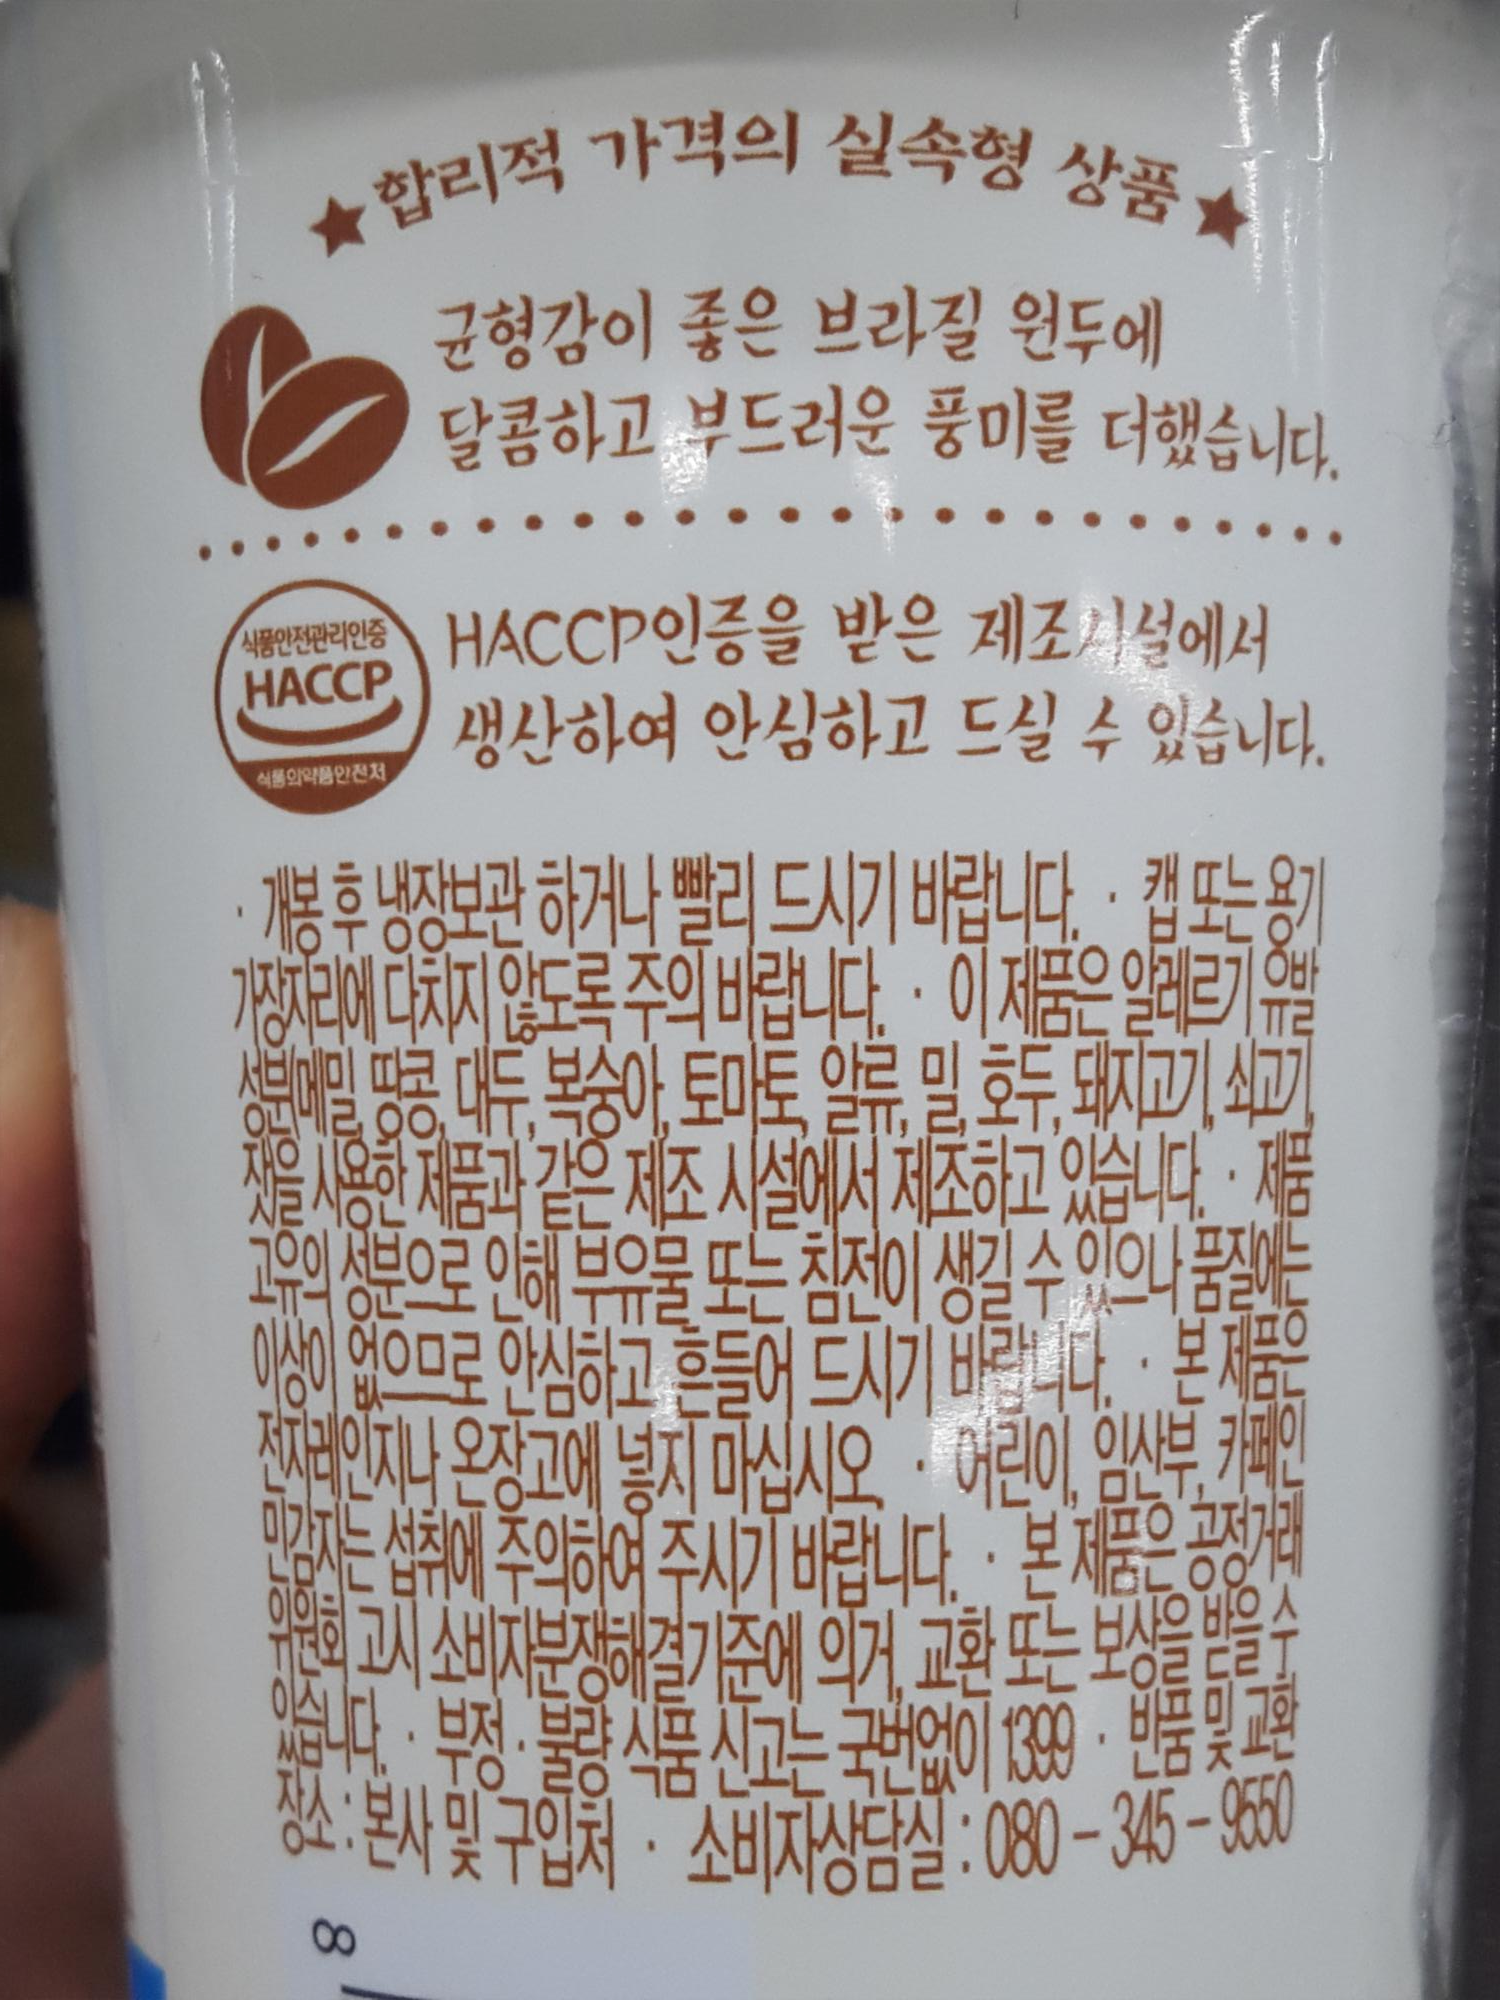 ★ 합리적 가격의 실속형 상품 ★
균형감이 좋은 브라질 원두에
달콤하고 부드러운 풍미를 더했습니다.
식품안전관리인증
HACCP
식품의약품안전처
HACCP인증을 받은 제조시설에서
생산하여 안심하고 드실 수 있습니다.
· 개봉 후 냉장보관 하거나 빨리 드시기 바랍니다. · 캡 또는 용기
가장자리에 다치지 않도록 주의 바랍니다. · 이 제품은 알레르기 유발
성분(메밀, 땅콩, 대두, 복숭아, 토마토, 알류, 밀, 호두, 돼지고기, 쇠고기,
잣을 사용한 제품과 같은 제조 시설에서 제조하고 있습니다. · 제품
고유의 성분으로 인해 부유물 또는 침전이 생길 수 있으나 품질에는
이상이 없으므로 안심하고 흔들어 드시기 바랍니다. · 본 제품은
전자레인지나 온장고에 넣지 마십시오. · 어린이, 임산부, 카페인
민감자는 섭취에 주의하여 주시기 바랍니다. · 본 제품은 공정거래
위원회 고시 소비자분쟁해결기준에 의거, 교환 또는 보상을 받을 수
있습니다. · 부정·불량 식품 신고는 국번없이 1399 · 반품 및 교환
장소 : 본사 및 구입처 · 소비자상담실 : 080 - 345 - 9550
8